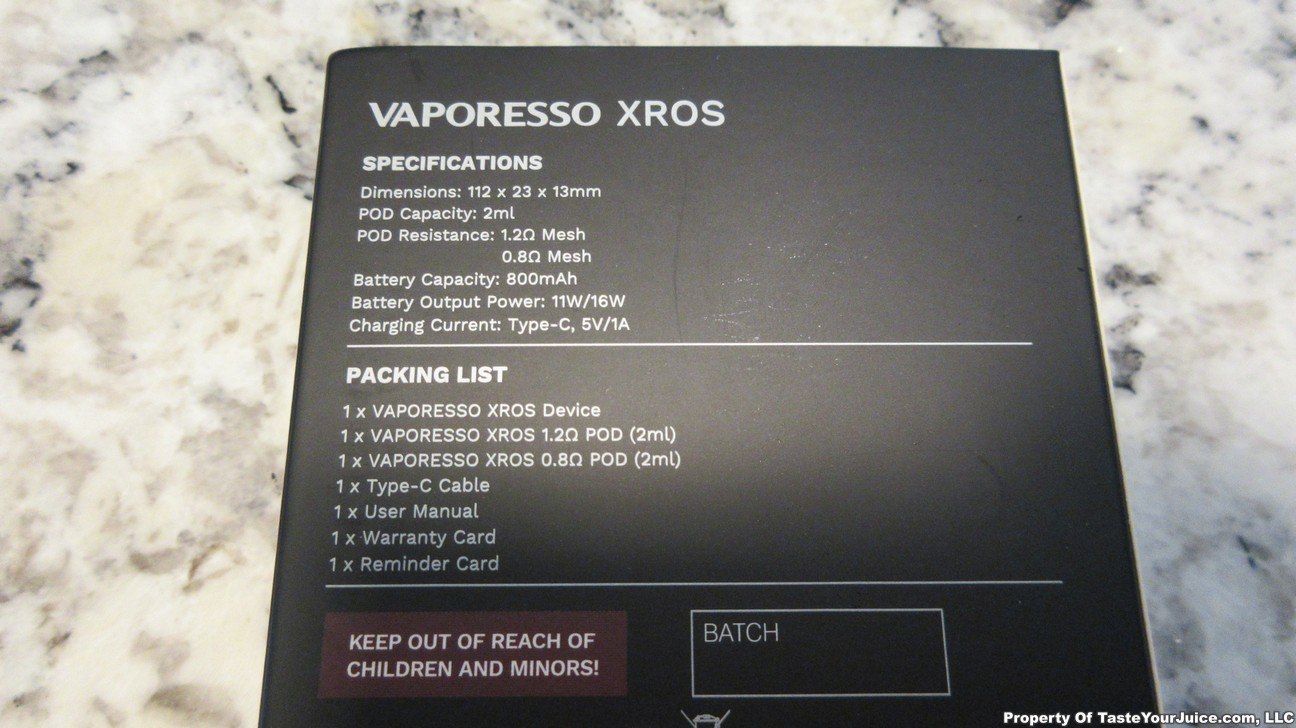 VAPORESSO XROS
SPECIFICATIONS
Dimensions: 112 x 23 x 13mm
POD Capacity: 2ml
POD Resistance: 1.2Ω Mesh
0.8Ω Mesh
Battery Capacity: 800mAh
Battery Output Power: 11W/16W
Charging Current: Type-C, 5V/1A
PACKING LIST
1 x VAPORESSO XROS Device
1 x VAPORESSO XROS 1.2Ω POD (2ml)
1 x VAPORESSO XROS 0.8Ω POD (2ml)
1 x Type-C Cable
1 x User Manual
1 x Warranty Card
1 x Reminder Card
KEEP OUT OF REACH OF
CHILDREN AND MINORS!
BATCH
Property Of TasteYourJuice.com, LLC